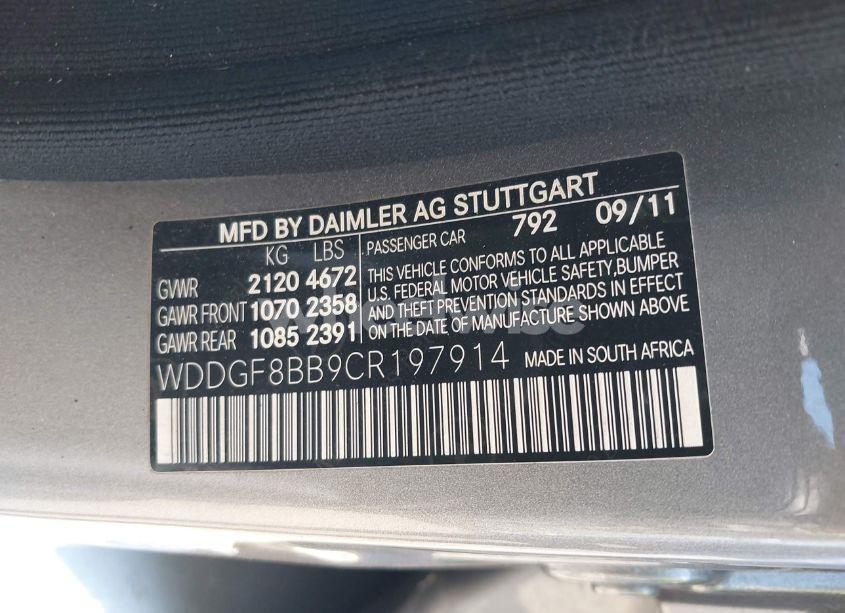 MFD BY DAIMLER AG STUTTGART
KG LBS PASSENGER CAR 792 09/11
GVWR 2120 4672
GAWR FRONT 1070 2358
GAWR REAR 1085 2391
THIS VEHICLE CONFORMS TO ALL APPLICABLE
U.S. FEDERAL MOTOR VEHICLE SAFETY,BUMPER
AND THEFT PREVENTION STANDARDS IN EFFECT
ON THE DATE OF MANUFACTURE SHOWN ABOVE
WDDGF8BB9CR197914 MADE IN SOUTH AFRICA